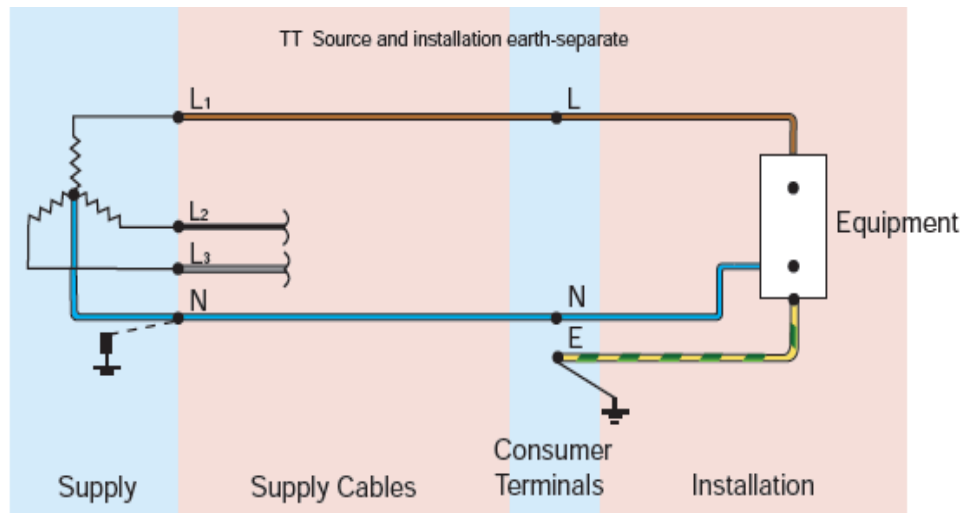 TT Source and installation earth-separate
L1
L
L2
Equipment
L3
N
N
E
Consumer
Supply
Supply Cables
Terminals
Installation